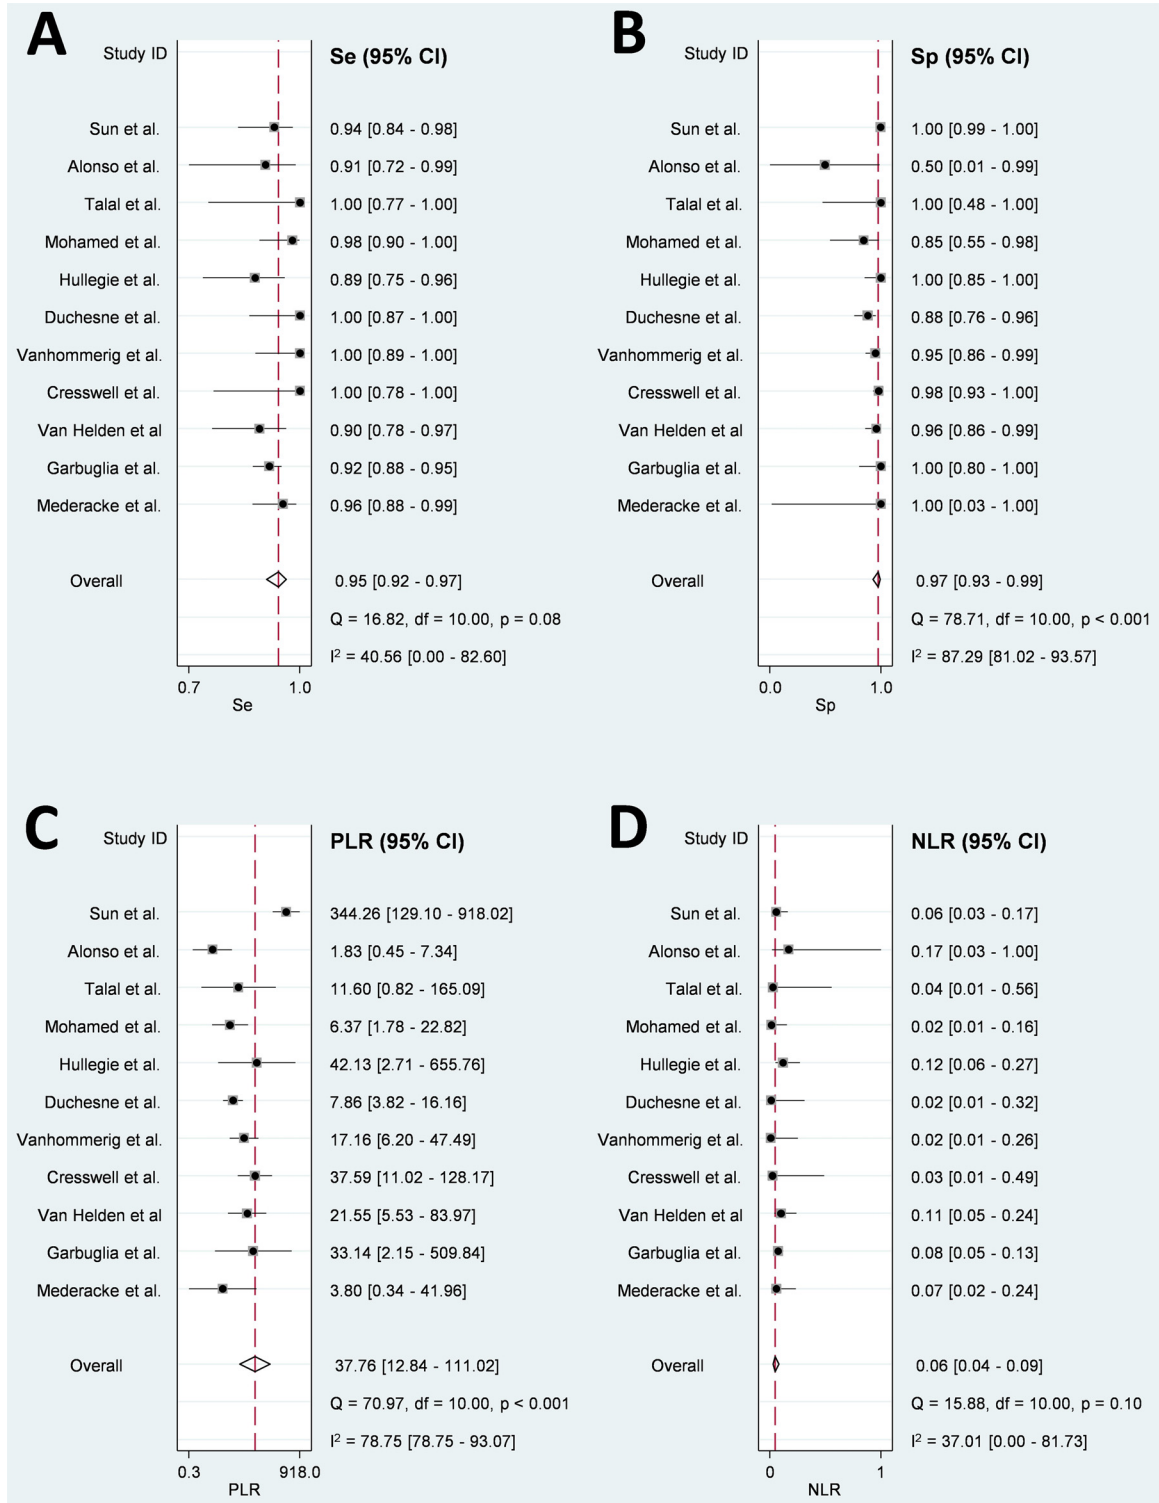 A
Study ID Se (95% CI)
Sun et al. 0.94 [0.84 - 0.98]
Alonso et al. 0.91 [0.72 - 0.99]
Talal et al. 1.00 [0.77 - 1.00]
Mohamed et al. 0.98 [0.90 - 1.00]
Hullegie et al. 0.89 [0.75 - 0.96]
Duchesne et al. 1.00 [0.87 - 1.00]
Vanhommerig et al. 1.00 [0.89 - 1.00]
Cresswell et al. 1.00 [0.78 - 1.00]
Van Helden et al 0.90 [0.78 - 0.97]
Garbuglia et al. 0.92 [0.88 - 0.95]
Mederacke et al. 0.96 [0.88 - 0.99]
Overall 0.95 [0.92 - 0.97]
Q = 16.82, df = 10.00, p = 0.08
I² = 40.56 [0.00 - 82.60]
0.7 1.0
Se
B
Study ID Sp (95% CI)
Sun et al. 1.00 [0.99 - 1.00]
Alonso et al. 0.50 [0.01 - 0.99]
Talal et al. 1.00 [0.48 - 1.00]
Mohamed et al. 0.85 [0.55 - 0.98]
Hullegie et al. 1.00 [0.85 - 1.00]
Duchesne et al. 0.88 [0.76 - 0.96]
Vanhommerig et al. 0.95 [0.86 - 0.99]
Cresswell et al. 0.98 [0.93 - 1.00]
Van Helden et al 0.96 [0.86 - 0.99]
Garbuglia et al. 1.00 [0.80 - 1.00]
Mederacke et al. 1.00 [0.03 - 1.00]
Overall 0.97 [0.93 - 0.99]
Q = 78.71, df = 10.00, p < 0.001
I² = 87.29 [81.02 - 93.57]
0.0 1.0
Sp
C
Study ID PLR (95% CI)
Sun et al. 344.26 [129.10 - 918.02]
Alonso et al. 1.83 [0.45 - 7.34]
Talal et al. 11.60 [0.82 - 165.09]
Mohamed et al. 6.37 [1.78 - 22.82]
Hullegie et al. 42.13 [2.71 - 655.76]
Duchesne et al. 7.86 [3.82 - 16.16]
Vanhommerig et al. 17.16 [6.20 - 47.49]
Cresswell et al. 37.59 [11.02 - 128.17]
Van Helden et al 21.55 [5.53 - 83.97]
Garbuglia et al. 33.14 [2.15 - 509.84]
Mederacke et al. 3.80 [0.34 - 41.96]
Overall 37.76 [12.84 - 111.02]
Q = 70.97, df = 10.00, p < 0.001
I² = 78.75 [78.75 - 93.07]
0.3 918.0
PLR
D
Study ID NLR (95% CI)
Sun et al. 0.06 [0.03 - 0.17]
Alonso et al. 0.17 [0.03 - 1.00]
Talal et al. 0.04 [0.01 - 0.56]
Mohamed et al. 0.02 [0.01 - 0.16]
Hullegie et al. 0.12 [0.06 - 0.27]
Duchesne et al. 0.02 [0.01 - 0.32]
Vanhommerig et al. 0.02 [0.01 - 0.26]
Cresswell et al. 0.03 [0.01 - 0.49]
Van Helden et al 0.11 [0.05 - 0.24]
Garbuglia et al. 0.08 [0.05 - 0.13]
Mederacke et al. 0.07 [0.02 - 0.24]
Overall 0.06 [0.04 - 0.09]
Q = 15.88, df = 10.00, p = 0.10
I² = 37.01 [0.00 - 81.73]
0 1
NLR